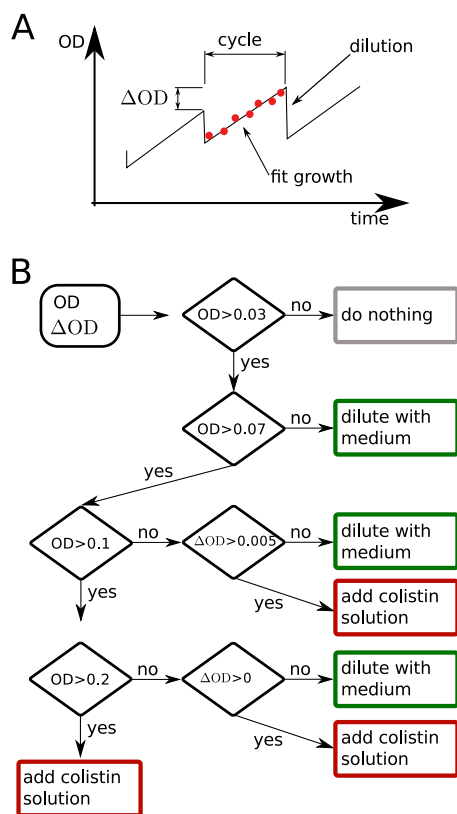 A
OD
cycle
dilution
ΔOD
fit growth
time
B
OD
ΔOD
OD>0.03
no
do nothing
yes
OD>0.07
no
dilute with
medium
yes
OD>0.1
no
ΔOD>0.005
no
dilute with
medium
yes
yes
add colistin
solution
OD>0.2
no
ΔOD>0
no
dilute with
medium
yes
yes
add colistin
solution
add colistin
solution